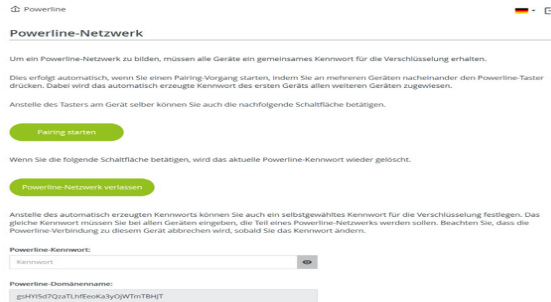 Powerline
Powerline-Netzwerk
Um ein Powerline-Netzwerk zu bilden, müssen alle Geräte ein gemeinsames Kennwort für die Verschlüsselung erhalten.
Dies erfolgt automatisch, wenn Sie einen Pairing-Vorgang starten, indem Sie an mehreren Geräten nacheinander den Powerline-Taster
drücken. Dabei wird das automatisch erzeugte Kennwort des ersten Geräts allen weiteren Geräten zugewiesen.
Anstelle des Tasters am Gerät selber können Sie auch die nachfolgende Schaltfläche betätigen.
Pairing starten
Wenn Sie die folgende Schaltfläche betätigen, wird das aktuelle Powerline-Kennwort wieder gelöscht.
Powerline-Netzwerk verlassen
Anstelle des automatisch erzeugten Kennworts können Sie auch ein selbstgewähltes Kennwort für die Verschlüsselung festlegen. Das
gleiche Kennwort müssen Sie bei allen Geräten eingeben, die Teil eines Powerline-Netzwerks werden sollen. Beachten Sie, dass die
Powerline-Verbindung zu diesem Gerät abbrechen wird, sobald Sie das Kennwort ändern.
Powerline-Kennwort:
Kennwort
Powerline-Domänenname: